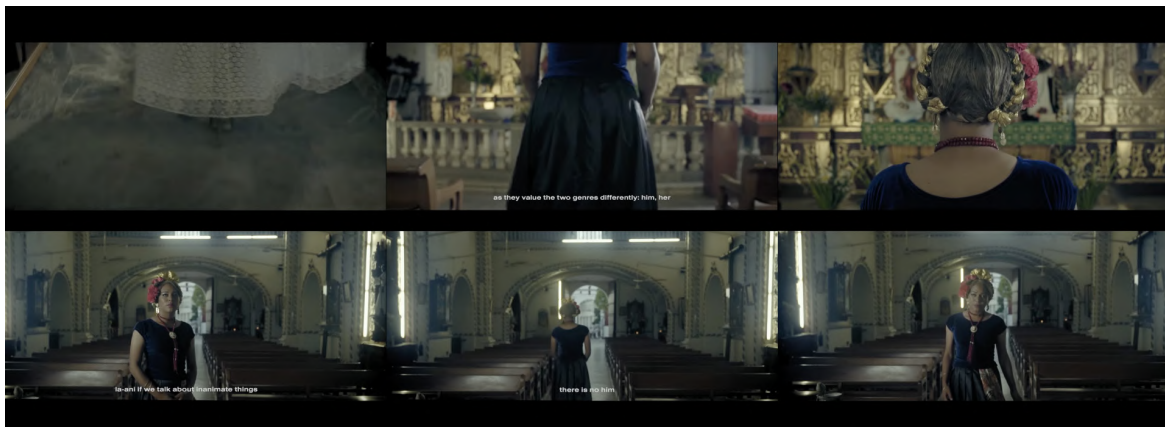 as they value the two genres differently: him, her
la-ani if we talk about inanimate things
there is no him